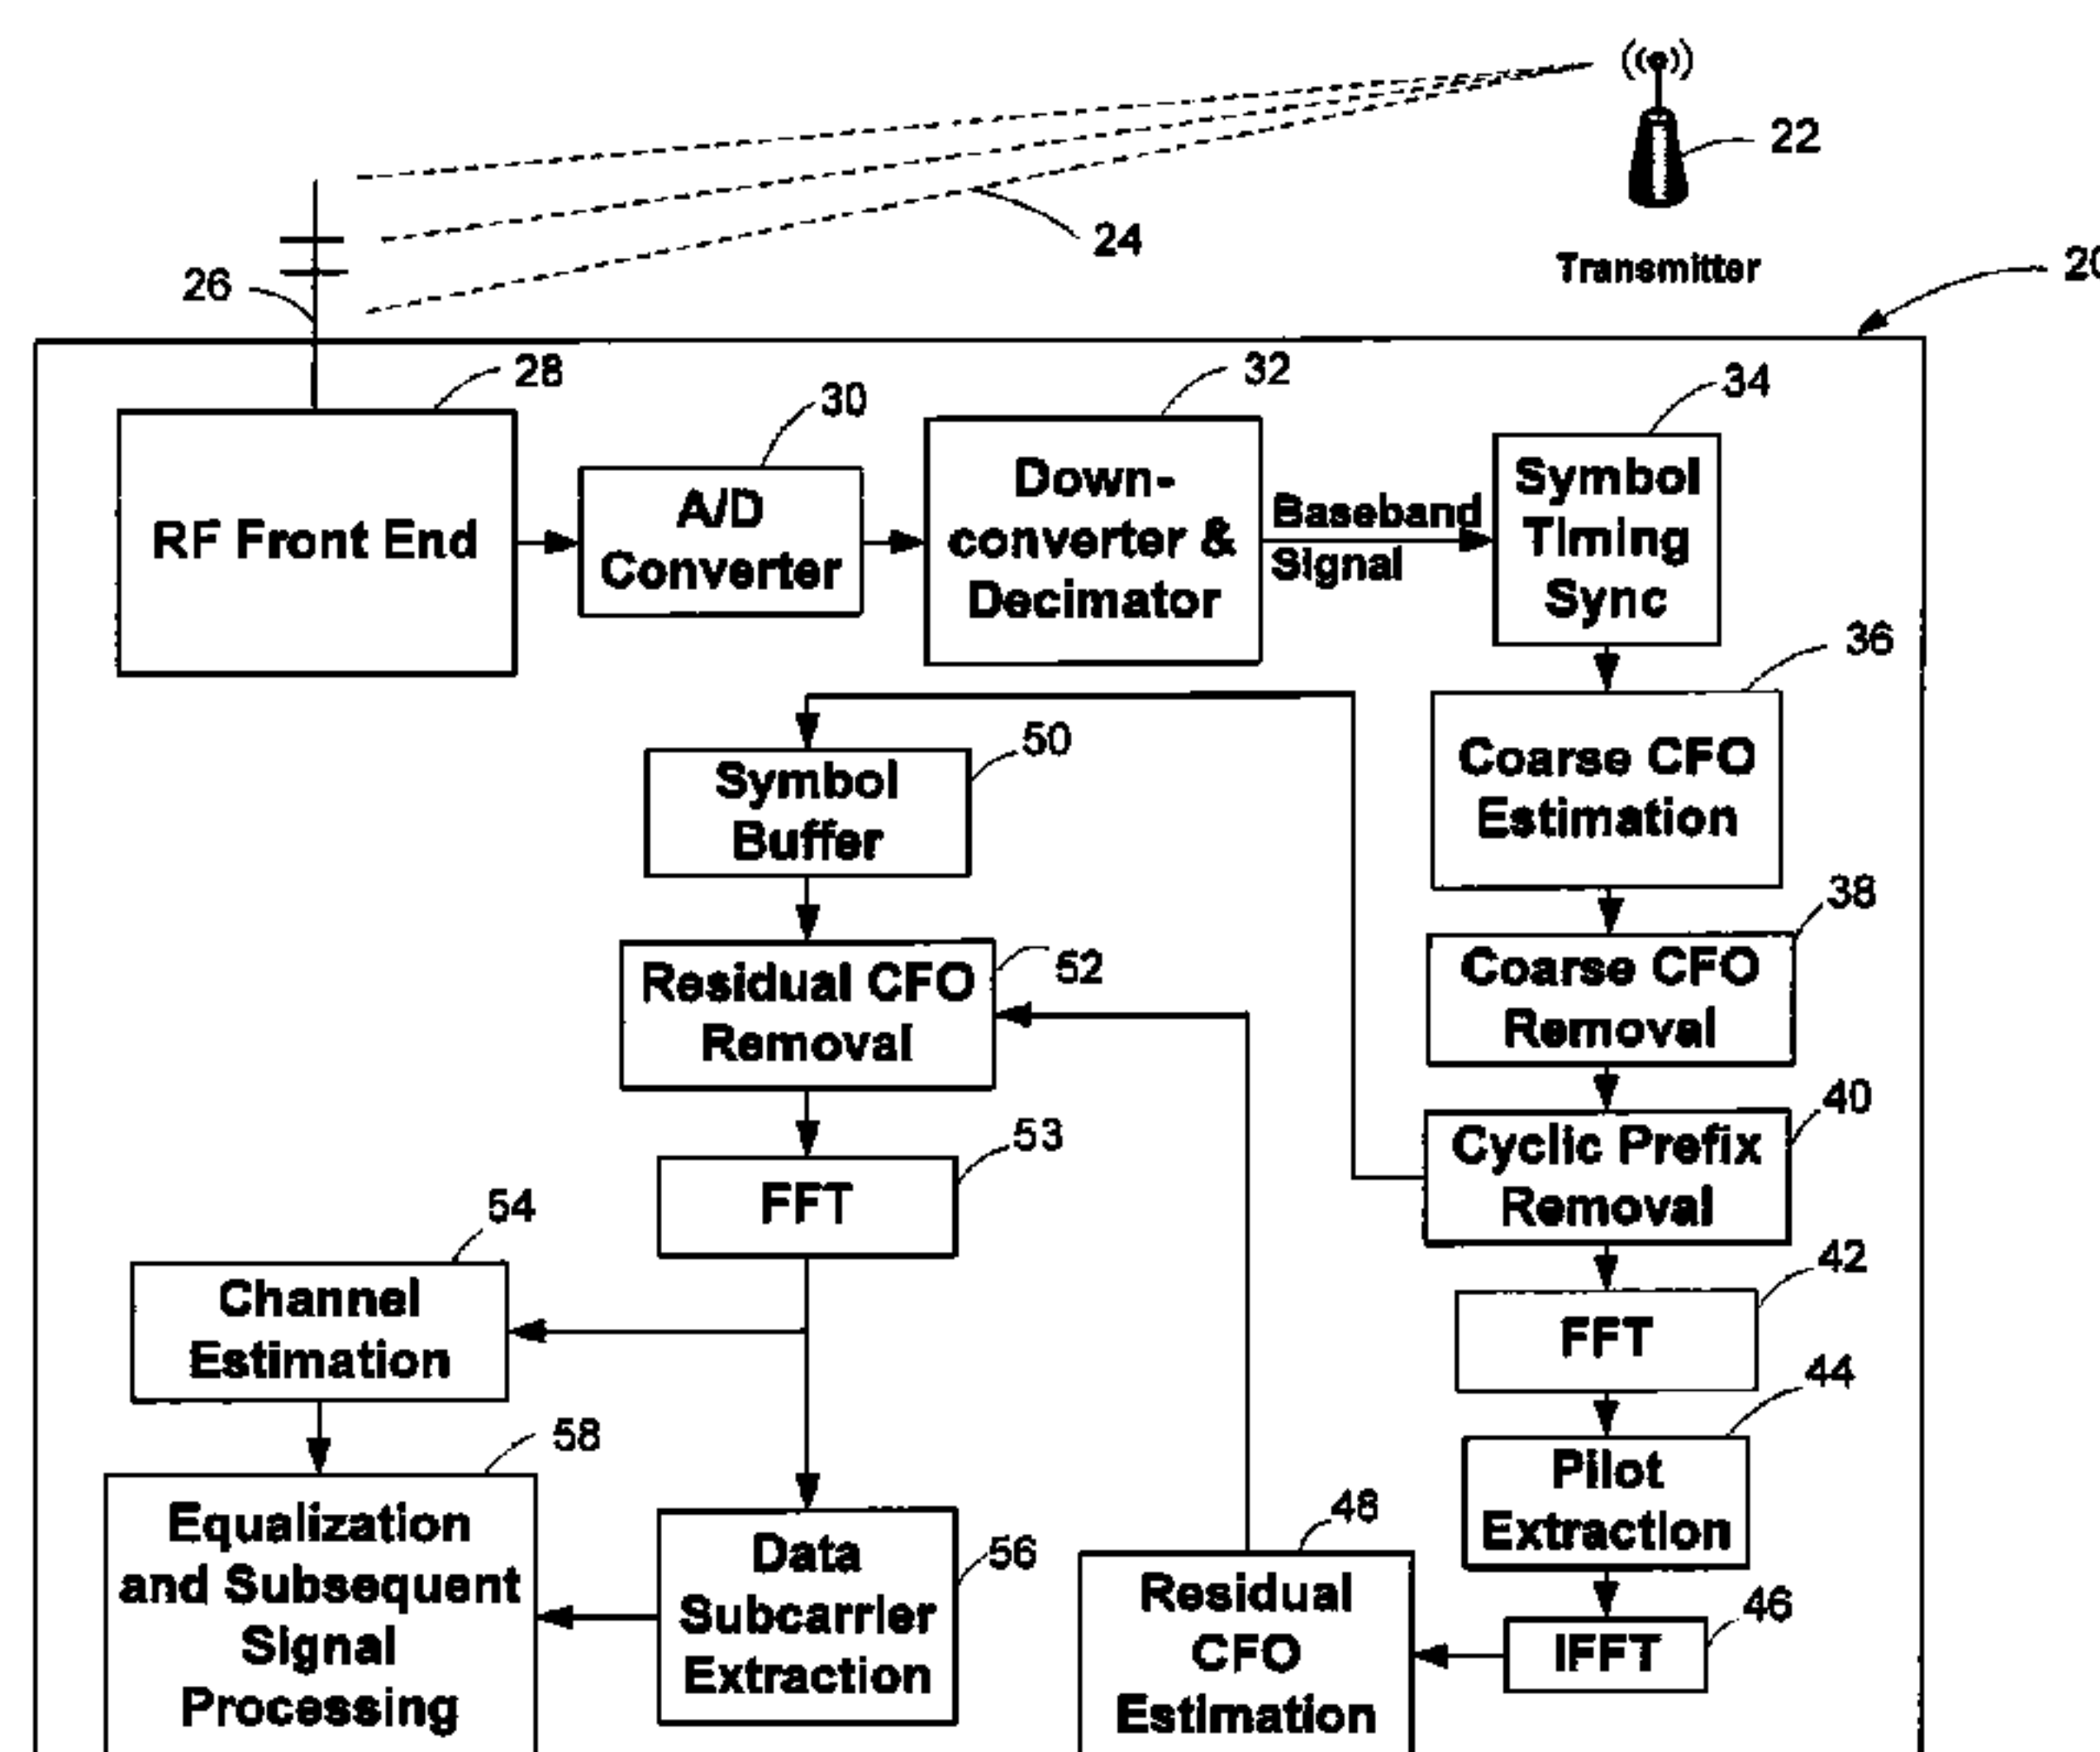 22
24
Transmitter
26
20
28
30
32
34
RF Front End
A/D
Converter
Down-
converter &
Decimator
Baseband
Signal
Symbol
Timing
Sync
36
50
Symbol
Buffer
Coarse CFO
Estimation
38
52
Residual CFO
Removal
Coarse CFO
Removal
40
53
FFT
Cyclic Prefix
Removal
54
42
Channel
Estimation
FFT
44
58
Pilot
Extraction
Equalization
and Subsequent
Signal
Processing
56
Data
Subcarrier
Extraction
48
Residual
CFO
Estimation
46
IFFT